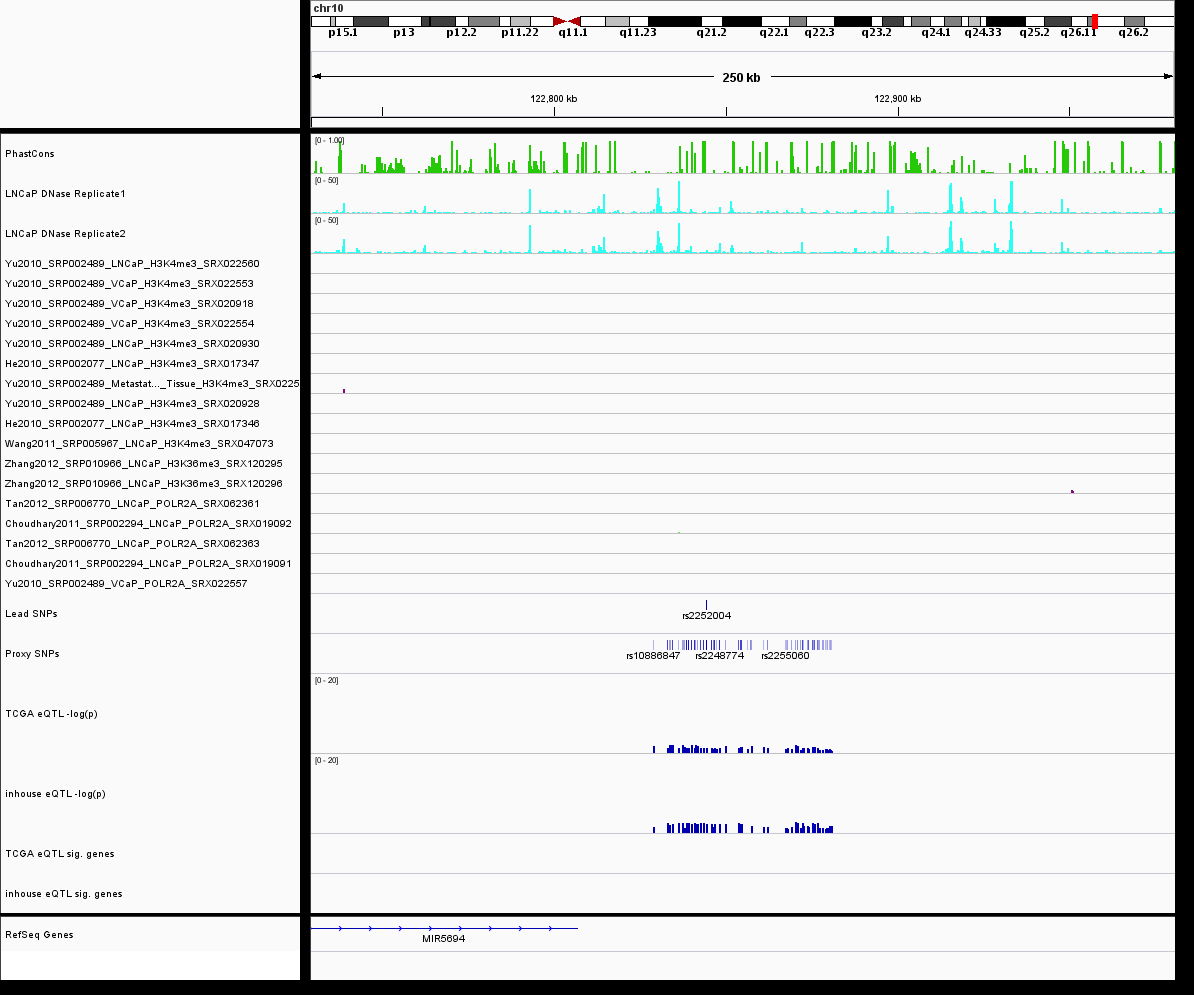 chr10
p15.1 p13 p12.2 p11.22 q11.1 q11.23 q21.2 q22.1 q22.3 q23.2 q24.1 q24.33 q25.2 q26.11 q26.2
250 kb
122,800 kb 122,900 kb
PhastCons
[0 - 1.00]
LNCaP DNase Replicate1
[0 - 50]
LNCaP DNase Replicate2
[0 - 50]
Yu2010_SRP002489_LNCaP_H3K4me3_SRX022560
Yu2010_SRP002489_VCaP_H3K4me3_SRX022553
Yu2010_SRP002489_VCaP_H3K4me3_SRX020918
Yu2010_SRP002489_VCaP_H3K4me3_SRX022554
Yu2010_SRP002489_LNCaP_H3K4me3_SRX020930
He2010_SRP002077_LNCaP_H3K4me3_SRX017347
Yu2010_SRP002489_Metastat..._Tissue_H3K4me3_SRX0225
Yu2010_SRP002489_LNCaP_H3K4me3_SRX020928
He2010_SRP002077_LNCaP_H3K4me3_SRX017346
Wang2011_SRP005967_LNCaP_H3K4me3_SRX047073
Zhang2012_SRP010966_LNCaP_H3K36me3_SRX120295
Zhang2012_SRP010966_LNCaP_H3K36me3_SRX120296
Tan2012_SRP006770_LNCaP_POLR2A_SRX062361
Choudhary2011_SRP002294_LNCaP_POLR2A_SRX019092
Tan2012_SRP006770_LNCaP_POLR2A_SRX062363
Choudhary2011_SRP002294_LNCaP_POLR2A_SRX019091
Yu2010_SRP002489_VCaP_POLR2A_SRX022557
Lead SNPs
rs2252004
Proxy SNPs
rs10886847 rs2248774 rs2255060
[0 - 20]
TCGA eQTL -log(p)
[0 - 20]
inhouse eQTL -log(p)
TCGA eQTL sig. genes
inhouse eQTL sig. genes
RefSeq Genes
MIR5694